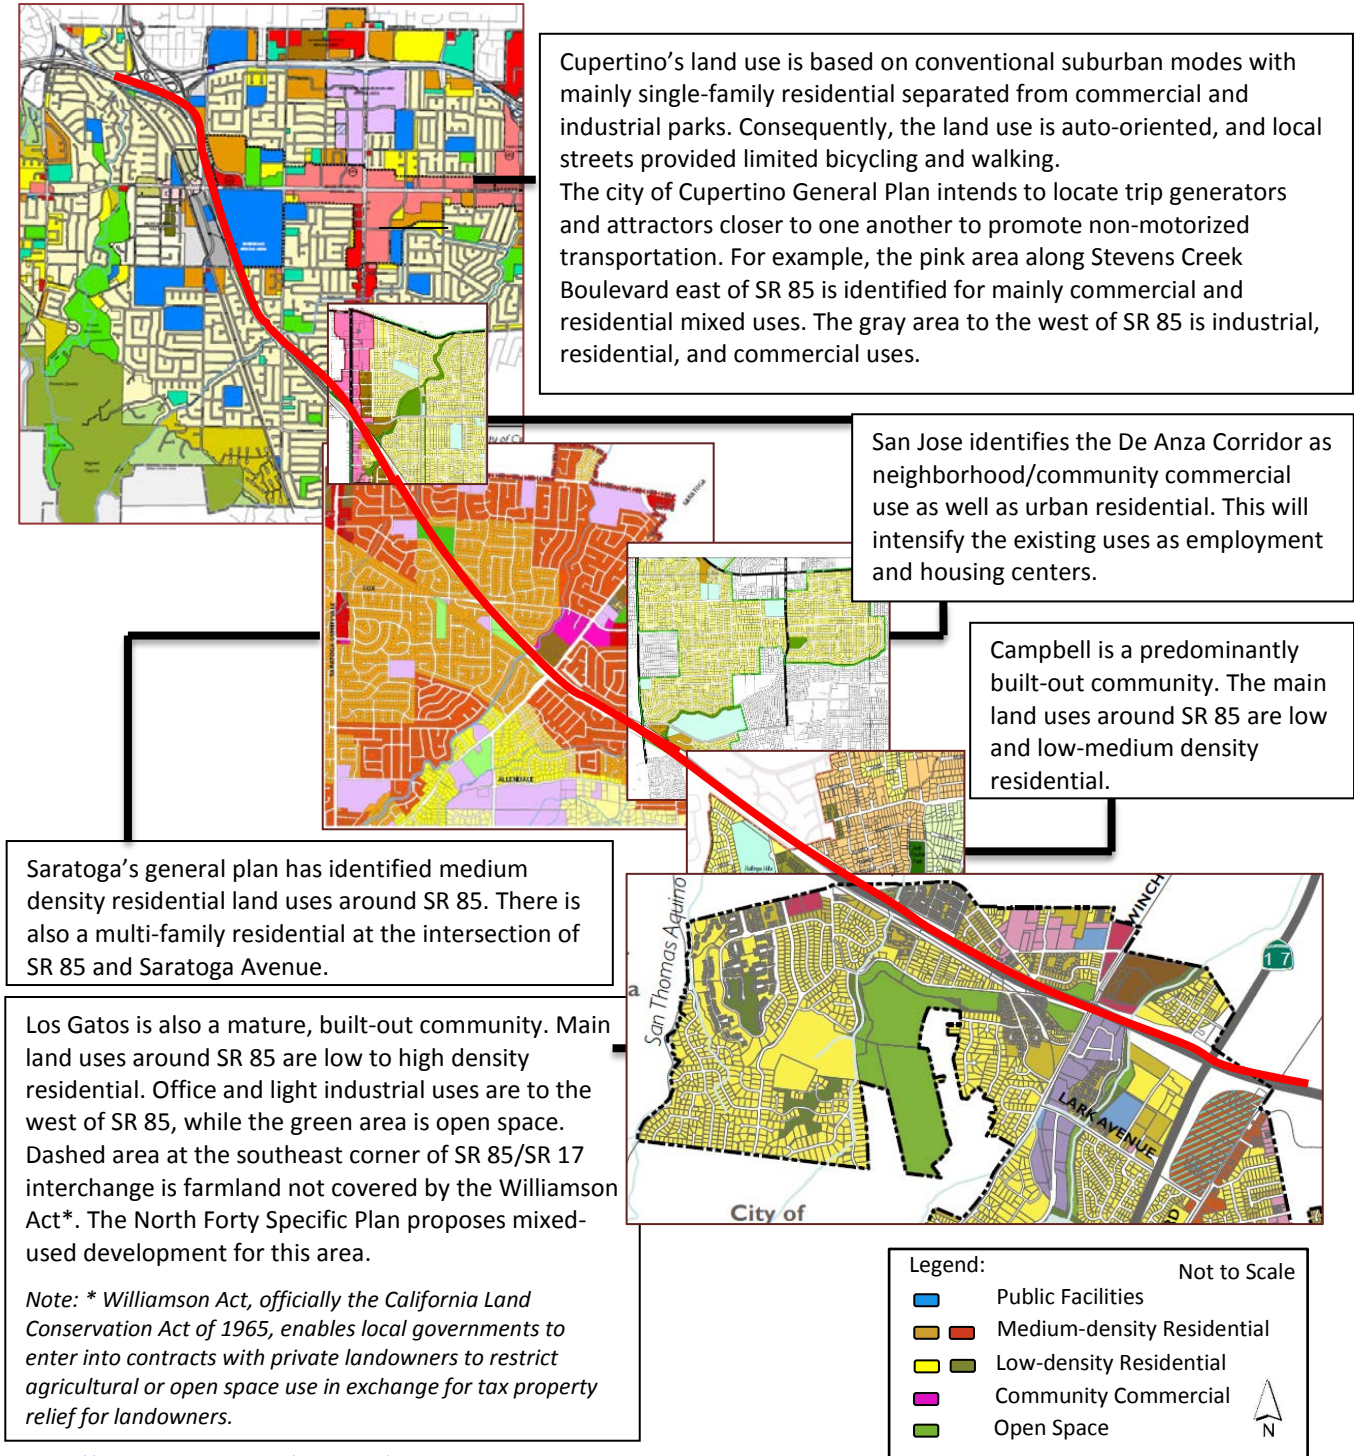 Cupertino’s land use is based on conventional suburban modes with
mainly single-family residential separated from commercial and
industrial parks. Consequently, the land use is auto-oriented, and local
streets provided limited bicycling and walking.
The city of Cupertino General Plan intends to locate trip generators
and attractors closer to one another to promote non-motorized
transportation. For example, the pink area along Stevens Creek
Boulevard east of SR 85 is identified for mainly commercial and
residential mixed uses. The gray area to the west of SR 85 is industrial,
residential, and commercial uses.
San Jose identifies the De Anza Corridor as
neighborhood/community commercial
use as well as urban residential. This will
intensify the existing uses as employment
and housing centers.
SARATOGA
COX
Campbell is a predominantly
built-out community. The main
land uses around SR 85 are low
and low-medium density
residential.
ALLENDALE
Saratoga’s general plan has identified medium
density residential land uses around SR 85. There is
also a multi-family residential at the intersection of
SR 85 and Saratoga Avenue.
San Thomas Aquino
WINCH
17
LARK AVENUE
City of
Los Gatos is also a mature, built-out community. Main
land uses around SR 85 are low to high density
residential. Office and light industrial uses are to the
west of SR 85, while the green area is open space.
Dashed area at the southeast corner of SR 85/SR 17
interchange is farmland not covered by the Williamson
Act*. The North Forty Specific Plan proposes mixed-
used development for this area.
Note: * Williamson Act, officially the California Land
Conservation Act of 1965, enables local governments to
enter into contracts with private landowners to restrict
agricultural or open space use in exchange for tax property
relief for landowners.
Legend:
Not to Scale
Public Facilities
Medium-density Residential
Low-density Residential
Community Commercial
Open Space
N